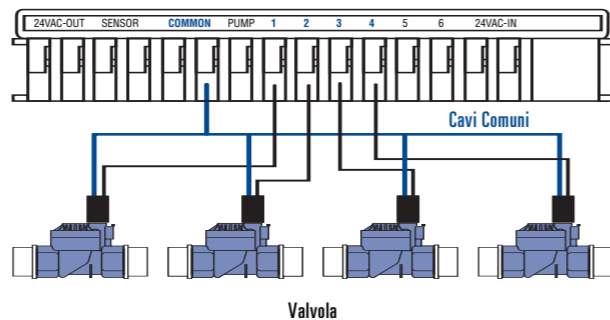 24VAC-OUT SENSOR COMMON PUMP 1 2 3 4 5 6 24VAC-IN
Cavi Comuni
Valvola